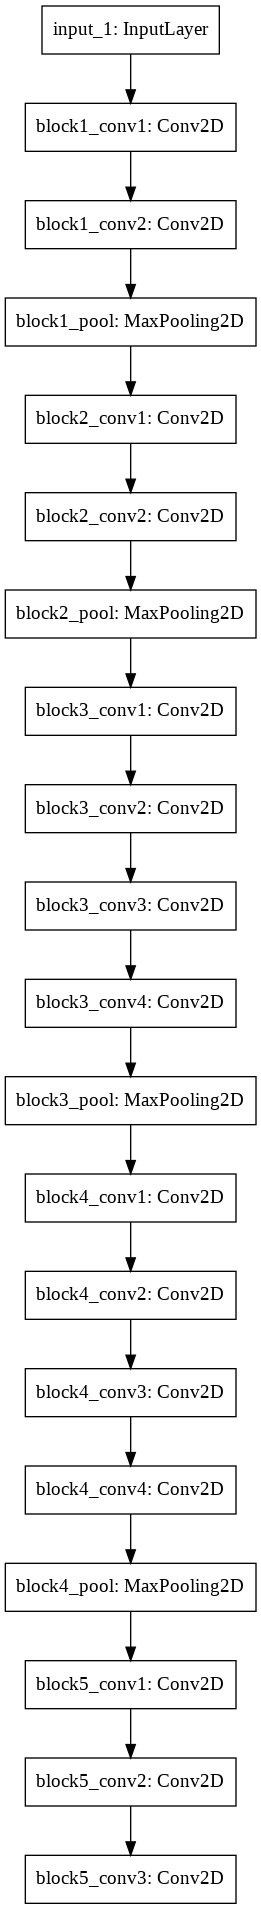 input_1: InputLayer
block1_conv1: Conv2D
block1_conv2: Conv2D
block1_pool: MaxPooling2D
block2_conv1: Conv2D
block2_conv2: Conv2D
block2_pool: MaxPooling2D
block3_conv1: Conv2D
block3_conv2: Conv2D
block3_conv3: Conv2D
block3_conv4: Conv2D
block3_pool: MaxPooling2D
block4_conv1: Conv2D
block4_conv2: Conv2D
block4_conv3: Conv2D
block4_conv4: Conv2D
block4_pool: MaxPooling2D
block5_conv1: Conv2D
block5_conv2: Conv2D
block5_conv3: Conv2D